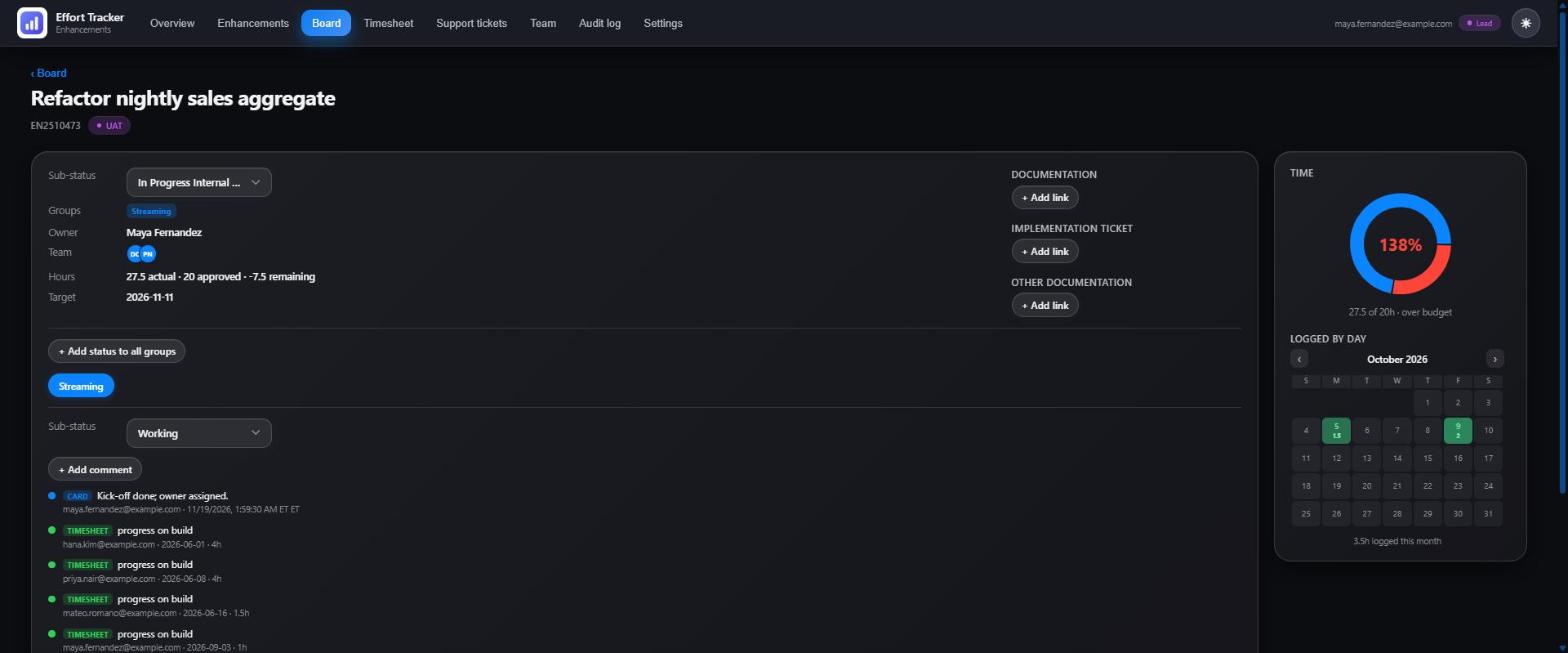 Effort Tracker
Enhancements
Overview
Enhancements
Board
Timesheet
Support tickets
Team
Audit log
Settings
maya.fernandez@example.com
Lead
‹ Board
Refactor nightly sales aggregate
EN2510473
UAT
Sub-status
In Progress Internal ...
Groups
Streaming
Owner
Maya Fernandez
Team
DC PN
Hours
27.5 actual · 20 approved · -7.5 remaining
Target
2026-11-11
DOCUMENTATION
+ Add link
IMPLEMENTATION TICKET
+ Add link
OTHER DOCUMENTATION
+ Add link
+ Add status to all groups
Streaming
Sub-status
Working
+ Add comment
CARD Kick-off done; owner assigned.
maya.fernandez@example.com · 11/19/2026, 1:59:30 AM ET ET
TIMESHEET progress on build
hana.kim@example.com · 2026-06-01 · 4h
TIMESHEET progress on build
priya.nair@example.com · 2026-06-08 · 4h
TIMESHEET progress on build
mateo.romano@example.com · 2026-06-16 · 1.5h
TIMESHEET progress on build
maya.fernandez@example.com · 2026-09-03 · 1h
TIME
138%
27.5 of 20h · over budget
LOGGED BY DAY
‹ October 2026 ›
S M T W T F S
1 2 3
4 5 6 7 8 9 10
1.5 2
11 12 13 14 15 16 17
18 19 20 21 22 23 24
25 26 27 28 29 30 31
3.5h logged this month